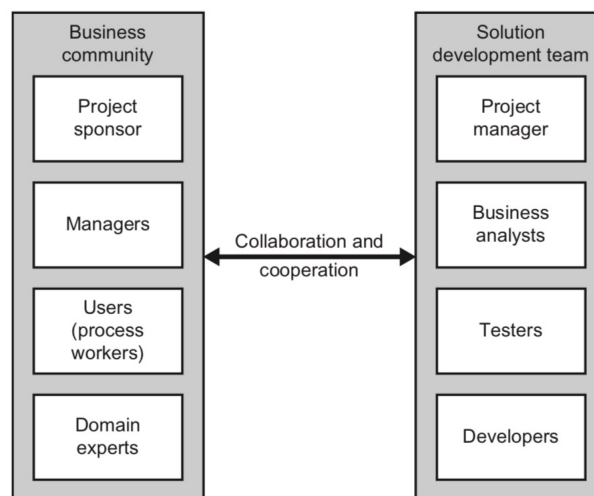 Business
community
Project
sponsor
Managers
Users
(process
workers)
Domain
experts
Collaboration and
cooperation
Solution
development team
Project
manager
Business
analysts
Testers
Developers